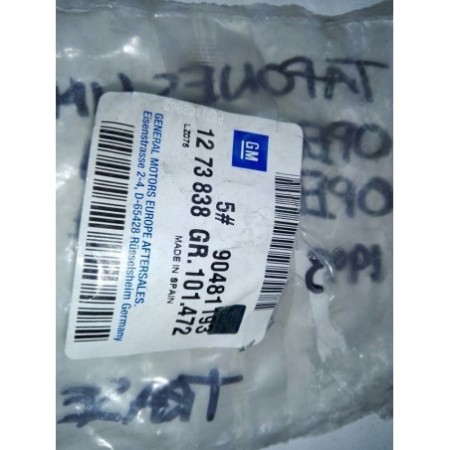 GM
5# 90481193
12 73 838 GR. 101.472
LZ076
MADE IN SPAIN
GENERAL MOTORS EUROPE AFTERSALES.
Eisenstrasse 2-4, D-65428 Rüsselsheim Germany
OPE
OPE